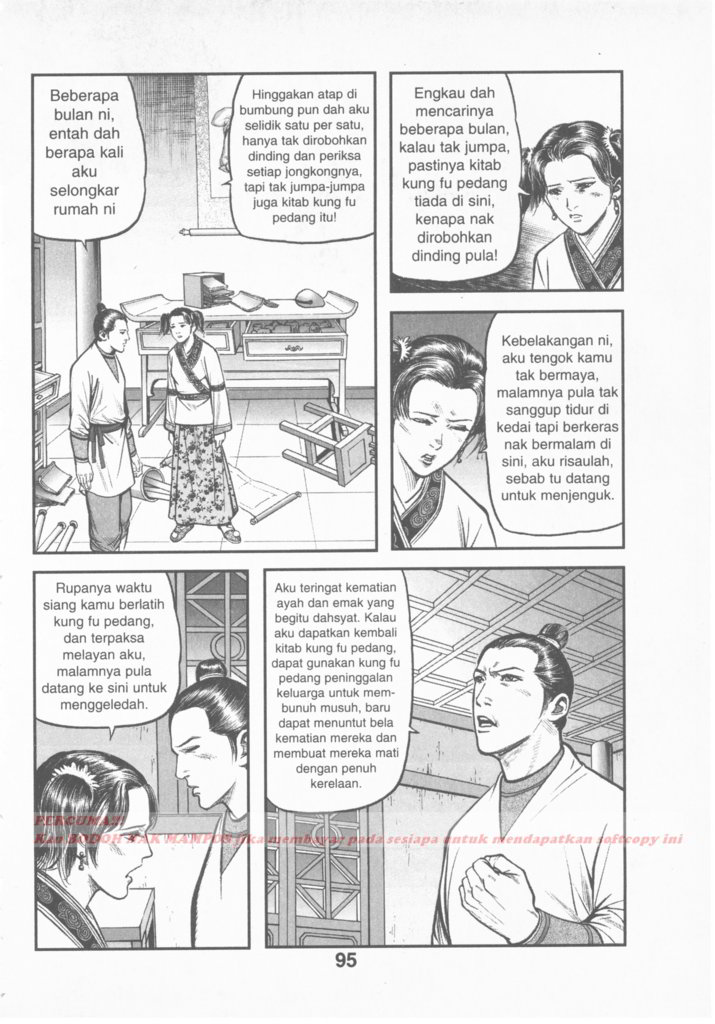 Beberapa
bulan ni,
entah dah
berapa kali
aku
selongkar
rumah ni
Hinggakan atap di
bumbung pun dah aku
selidik satu per satu,
hanya tak dirobohkan
dinding dan periksa
setiap jongkongnya,
tapi tak jumpa-jumpa
juga kitab kung fu
pedang itu!
Engkau dah
mencarinya
beberapa bulan,
kalau tak jumpa,
pastinya kitab
kung fu pedang
tiada di sini,
kenapa nak
dirobohkan
dinding pula!
Kebelakangan ni,
aku tengok kamu
tak bermaya,
malamnya pula tak
sanggup tidur di
kedai tapi berkeras
nak bermalam di
sini, aku risaulah,
sebab tu datang
untuk menjenguk.
Rupanya waktu
siang kamu berlatih
kung fu pedang,
dan terpaksa
melayan aku,
malamnya pula
datang ke sini untuk
menggeledah.
Aku teringat kematian
ayah dan emak yang
begitu dahsyat. Kalau
aku dapatkan kembali
kitab kung fu pedang,
dapat gunakan kung fu
pedang peninggalan
keluarga untuk mem-
bunuh musuh, baru
dapat menuntut bela
kematian mereka dan
membuat mereka mati
dengan penuh
kerelaan.
PERCUMA2!
Kau BODOH NAK MAMPOS jika membayar pada sesiapa untuk mendapatkan softcopy ini
95